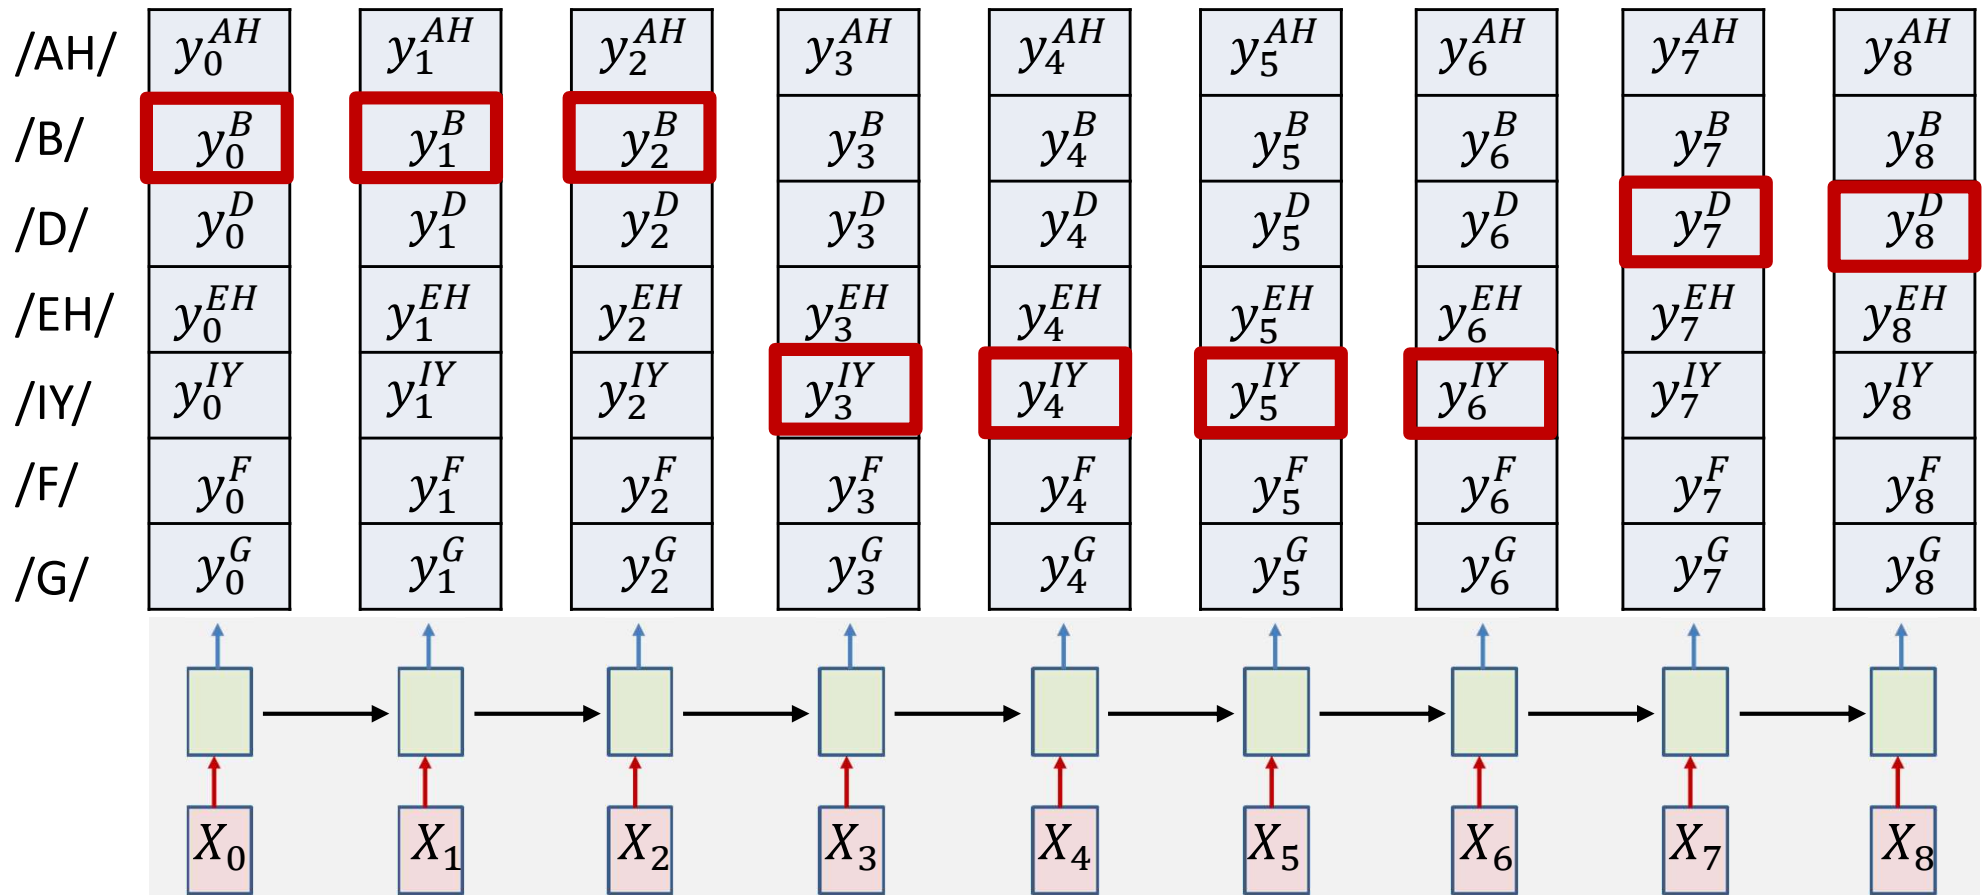 /AH/ y_0^{AH} y_1^{AH} y_2^{AH} y_3^{AH} y_4^{AH} y_5^{AH} y_6^{AH} y_7^{AH} y_8^{AH}
/B/ y_0^{B} y_1^{B} y_2^{B} y_3^{B} y_4^{B} y_5^{B} y_6^{B} y_7^{B} y_8^{B}
/D/ y_0^{D} y_1^{D} y_2^{D} y_3^{D} y_4^{D} y_5^{D} y_6^{D} y_7^{D} y_8^{D}
/EH/ y_0^{EH} y_1^{EH} y_2^{EH} y_3^{EH} y_4^{EH} y_5^{EH} y_6^{EH} y_7^{EH} y_8^{EH}
/IY/ y_0^{IY} y_1^{IY} y_2^{IY} y_3^{IY} y_4^{IY} y_5^{IY} y_6^{IY} y_7^{IY} y_8^{IY}
/F/ y_0^{F} y_1^{F} y_2^{F} y_3^{F} y_4^{F} y_5^{F} y_6^{F} y_7^{F} y_8^{F}
/G/ y_0^{G} y_1^{G} y_2^{G} y_3^{G} y_4^{G} y_5^{G} y_6^{G} y_7^{G} y_8^{G}
X_0 X_1 X_2 X_3 X_4 X_5 X_6 X_7 X_8